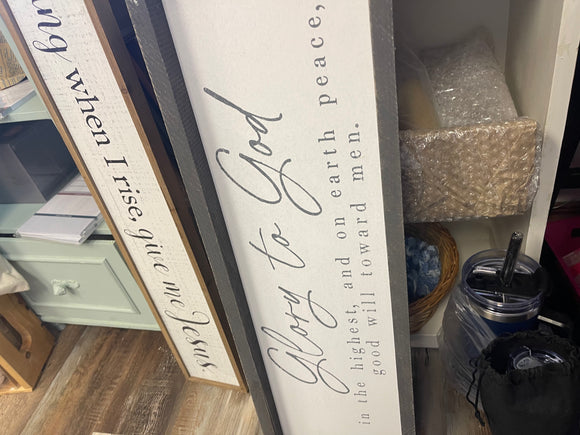 ng when I rise, give me Jesus
Glory to God
in the highest, and on earth peace,
good will toward men.